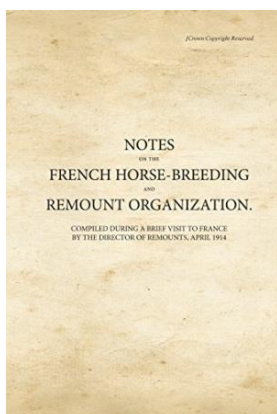 [Crown Copyright Reserved
NOTES
ON THE
FRENCH HORSE-BREEDING
AND
REMOUNT ORGANIZATION.
COMPILED DURING A BRIEF VISIT TO FRANCE
BY THE DIRECTOR OF REMOUNTS, APRIL 1914